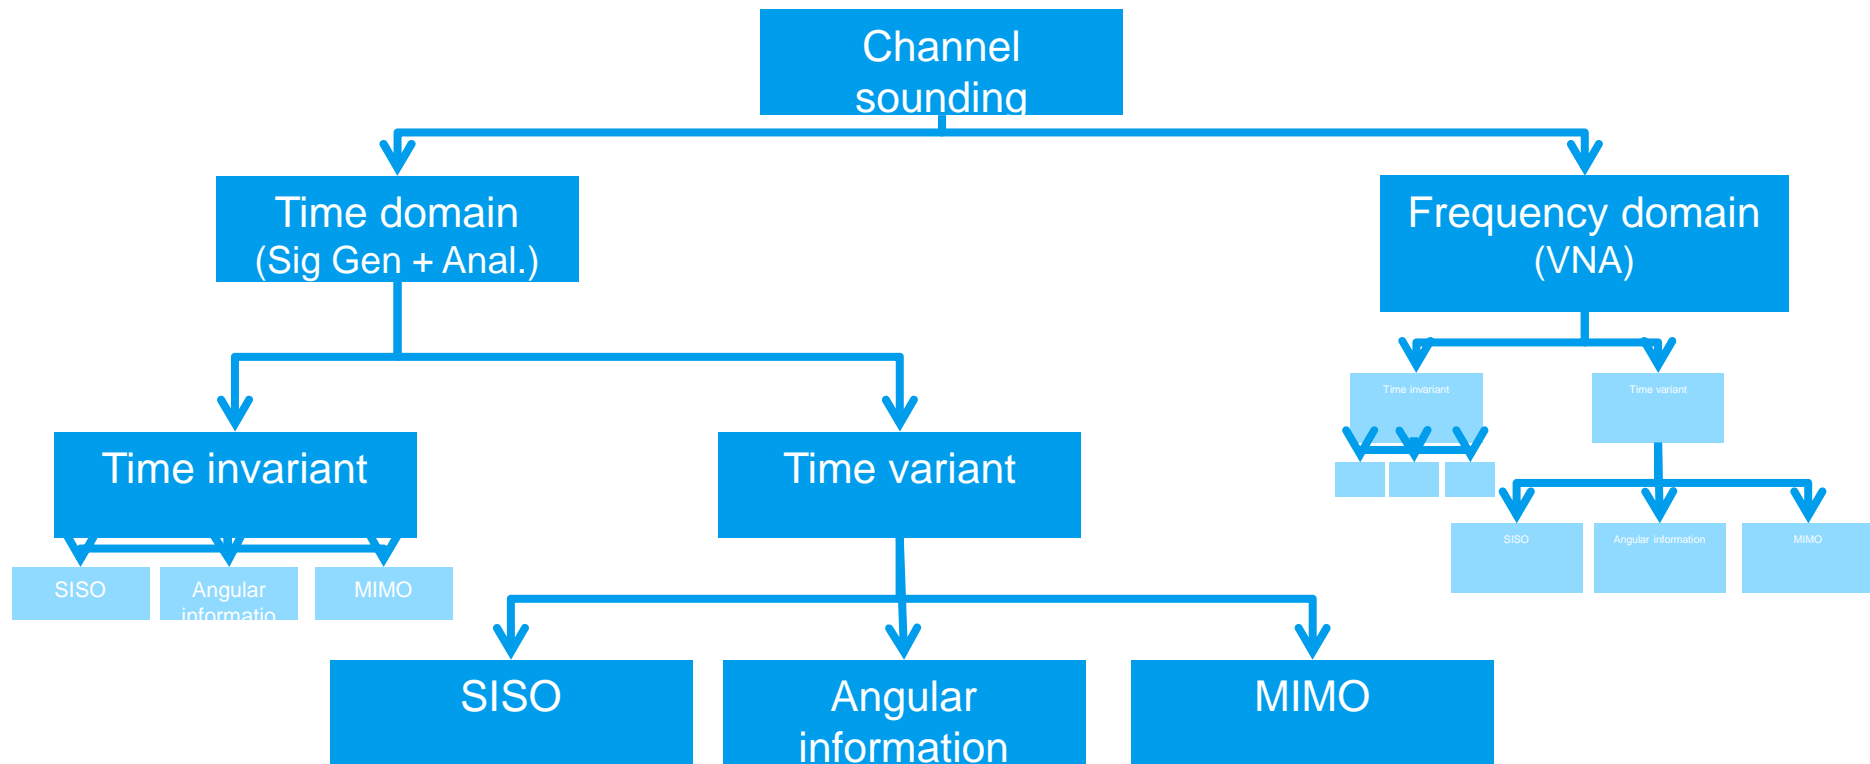 Channel
sounding
Time domain
(Sig Gen + Anal.)
Frequency domain
(VNA)
Time invariant
Time variant
Time invariant
Time variant
SISO
Angular information
MIMO
SISO
Angular
informatio
MIMO
SISO
Angular
information
MIMO